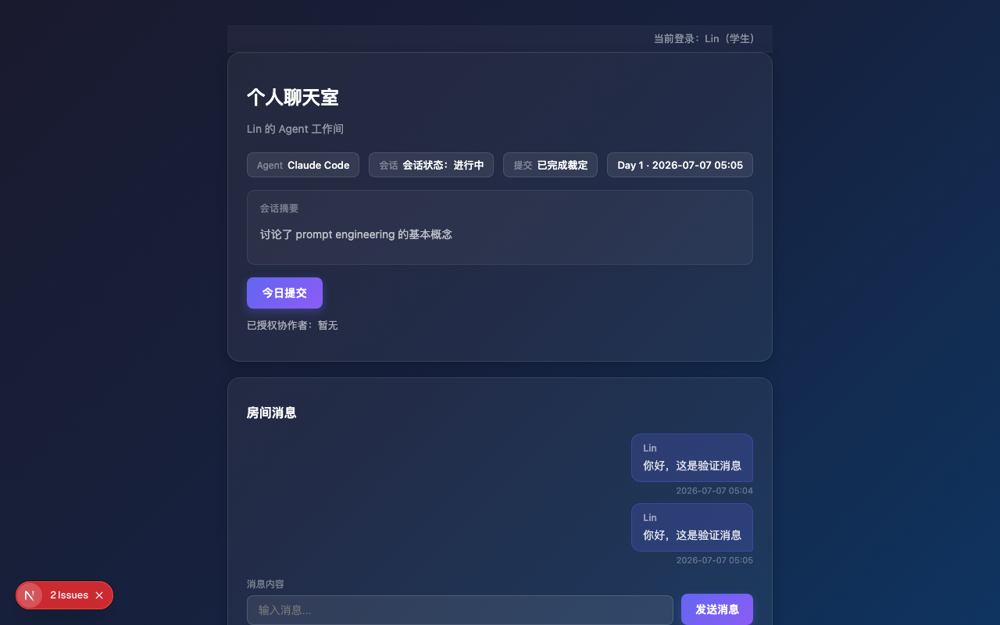 当前登录：Lin（学生）
个人聊天室
Lin 的 Agent 工作间
Agent Claude Code
会话 会话状态：进行中
提交 已完成裁定
Day 1 · 2026-07-07 05:05
会话摘要
讨论了 prompt engineering 的基本概念
今日提交
已授权协作者：暂无
房间消息
Lin
你好，这是验证消息
2026-07-07 05:04
Lin
你好，这是验证消息
2026-07-07 05:05
消息内容
输入消息...
发送消息
N 2 Issues